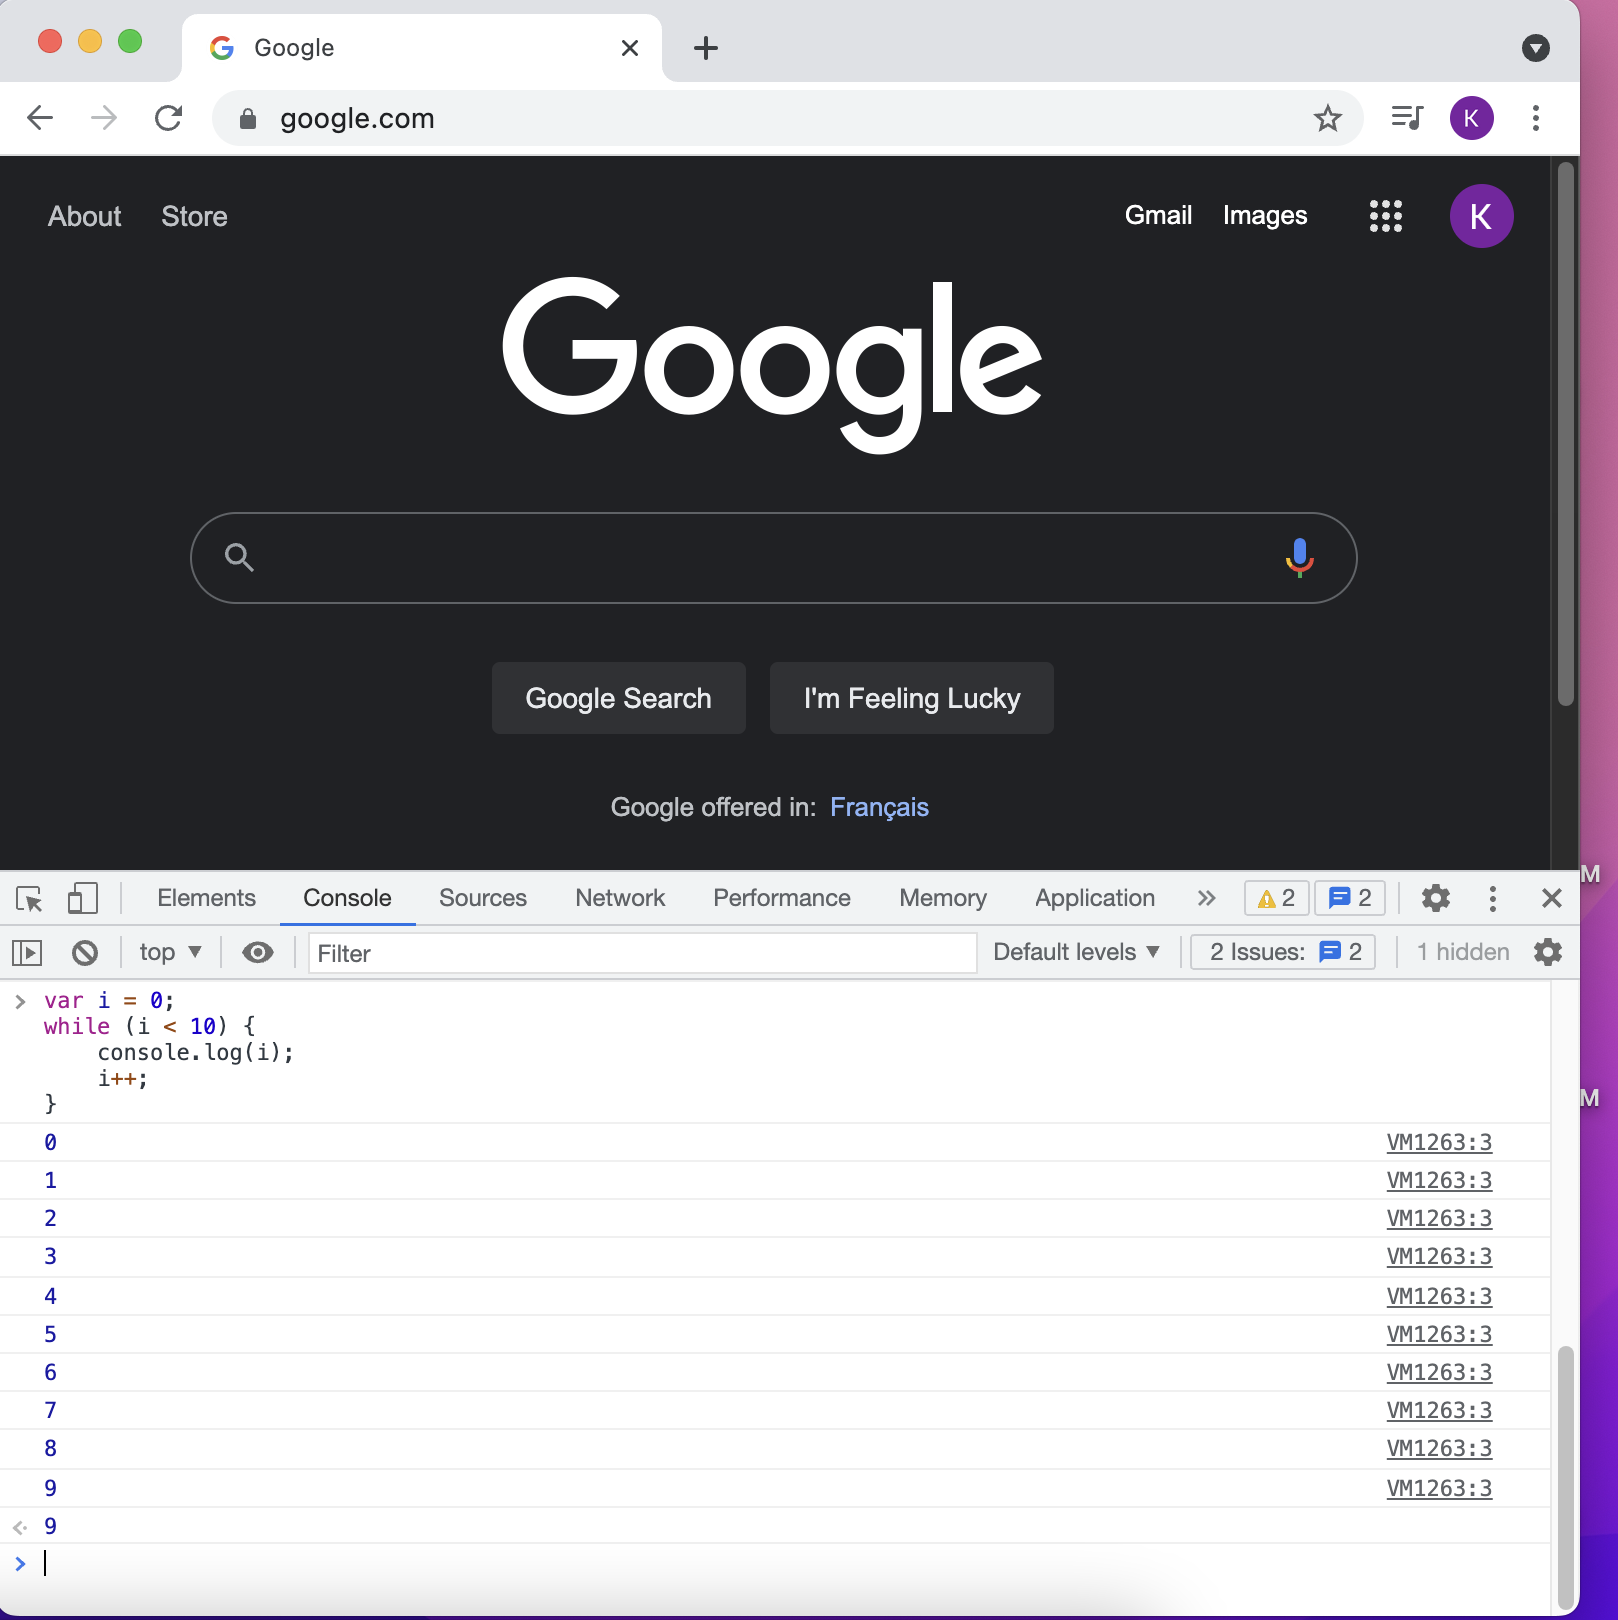 Google
google.com
K
About Store
Gmail Images
K
Google
Google Search I'm Feeling Lucky
Google offered in: Français
M
Elements Console Sources Network Performance Memory Application 2 2
top Filter Default levels 2 Issues: 2 1 hidden
var i = 0;
while (i < 10) {
    console.log(i);
    i++;
}
M
0 VM1263:3
1 VM1263:3
2 VM1263:3
3 VM1263:3
4 VM1263:3
5 VM1263:3
6 VM1263:3
7 VM1263:3
8 VM1263:3
9 VM1263:3
9